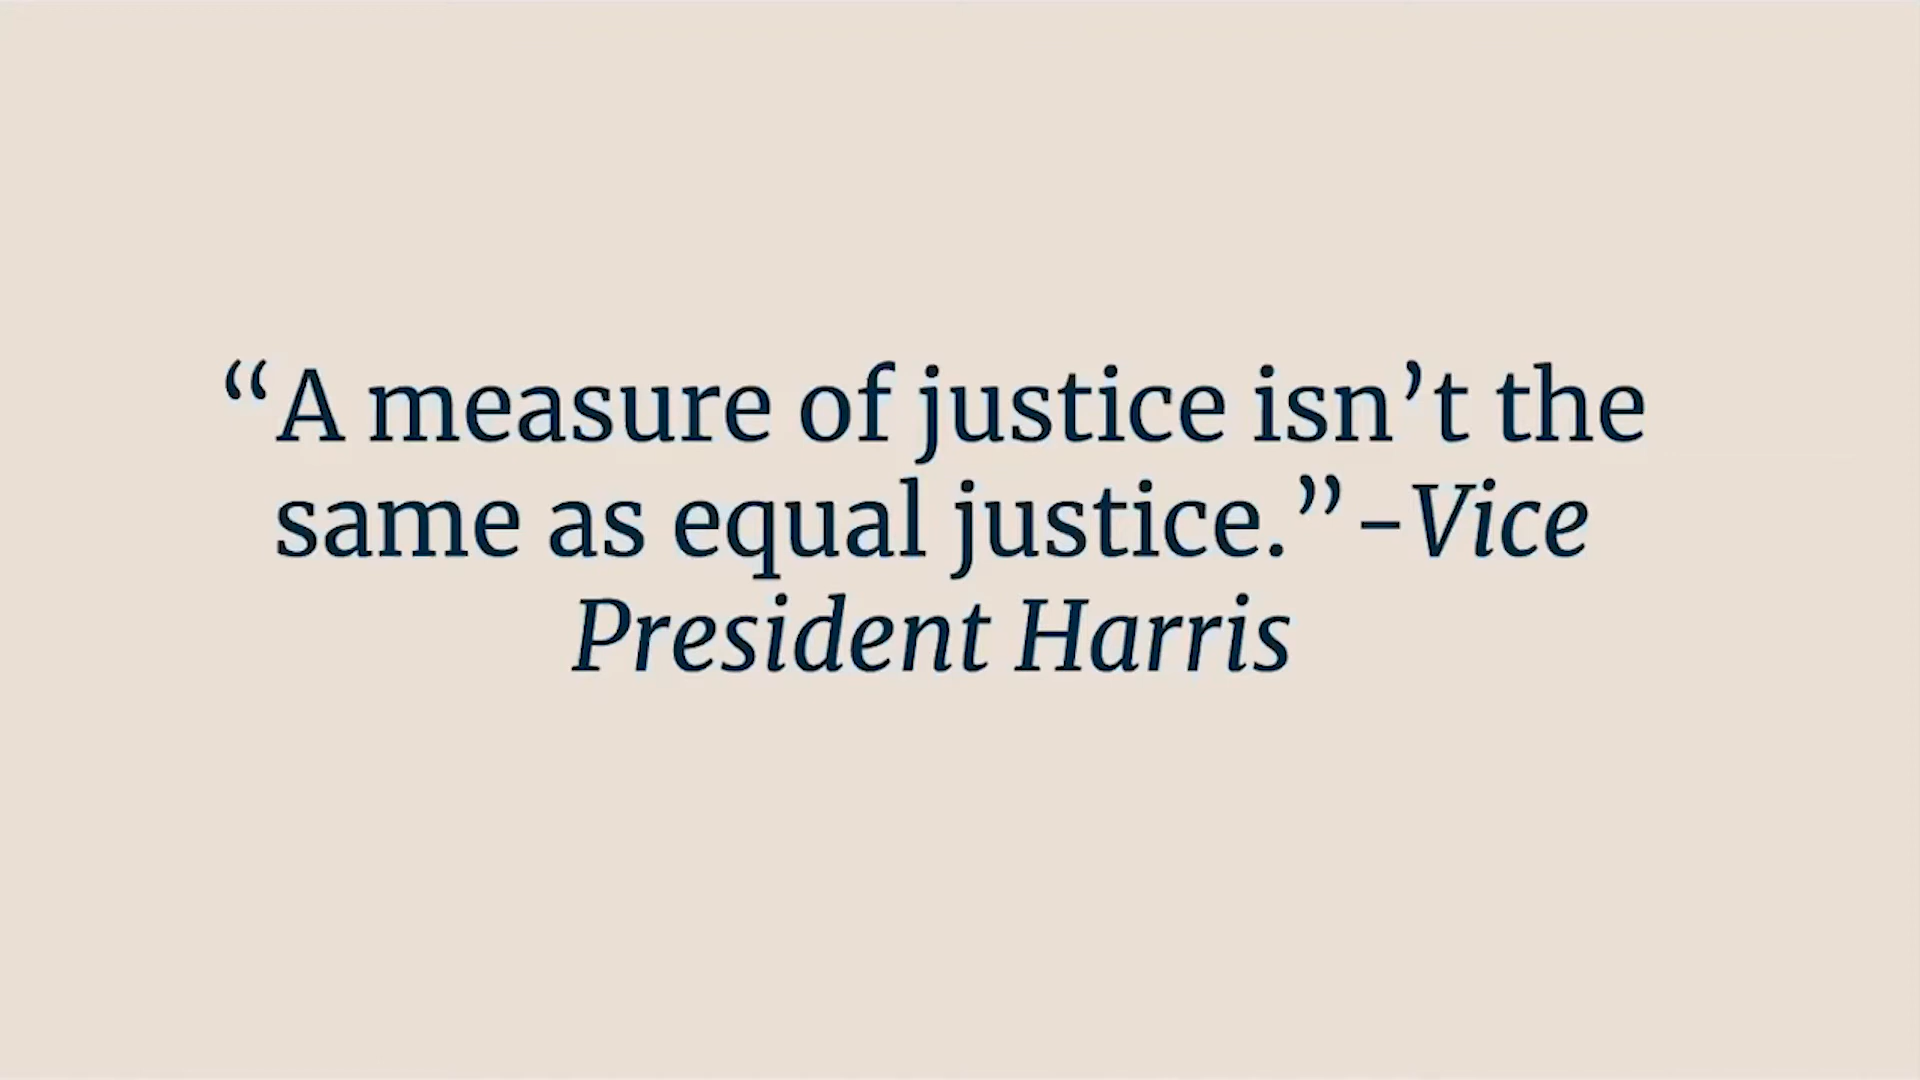 “A measure of justice isn’t the
same as equal justice.” -Vice
President Harris